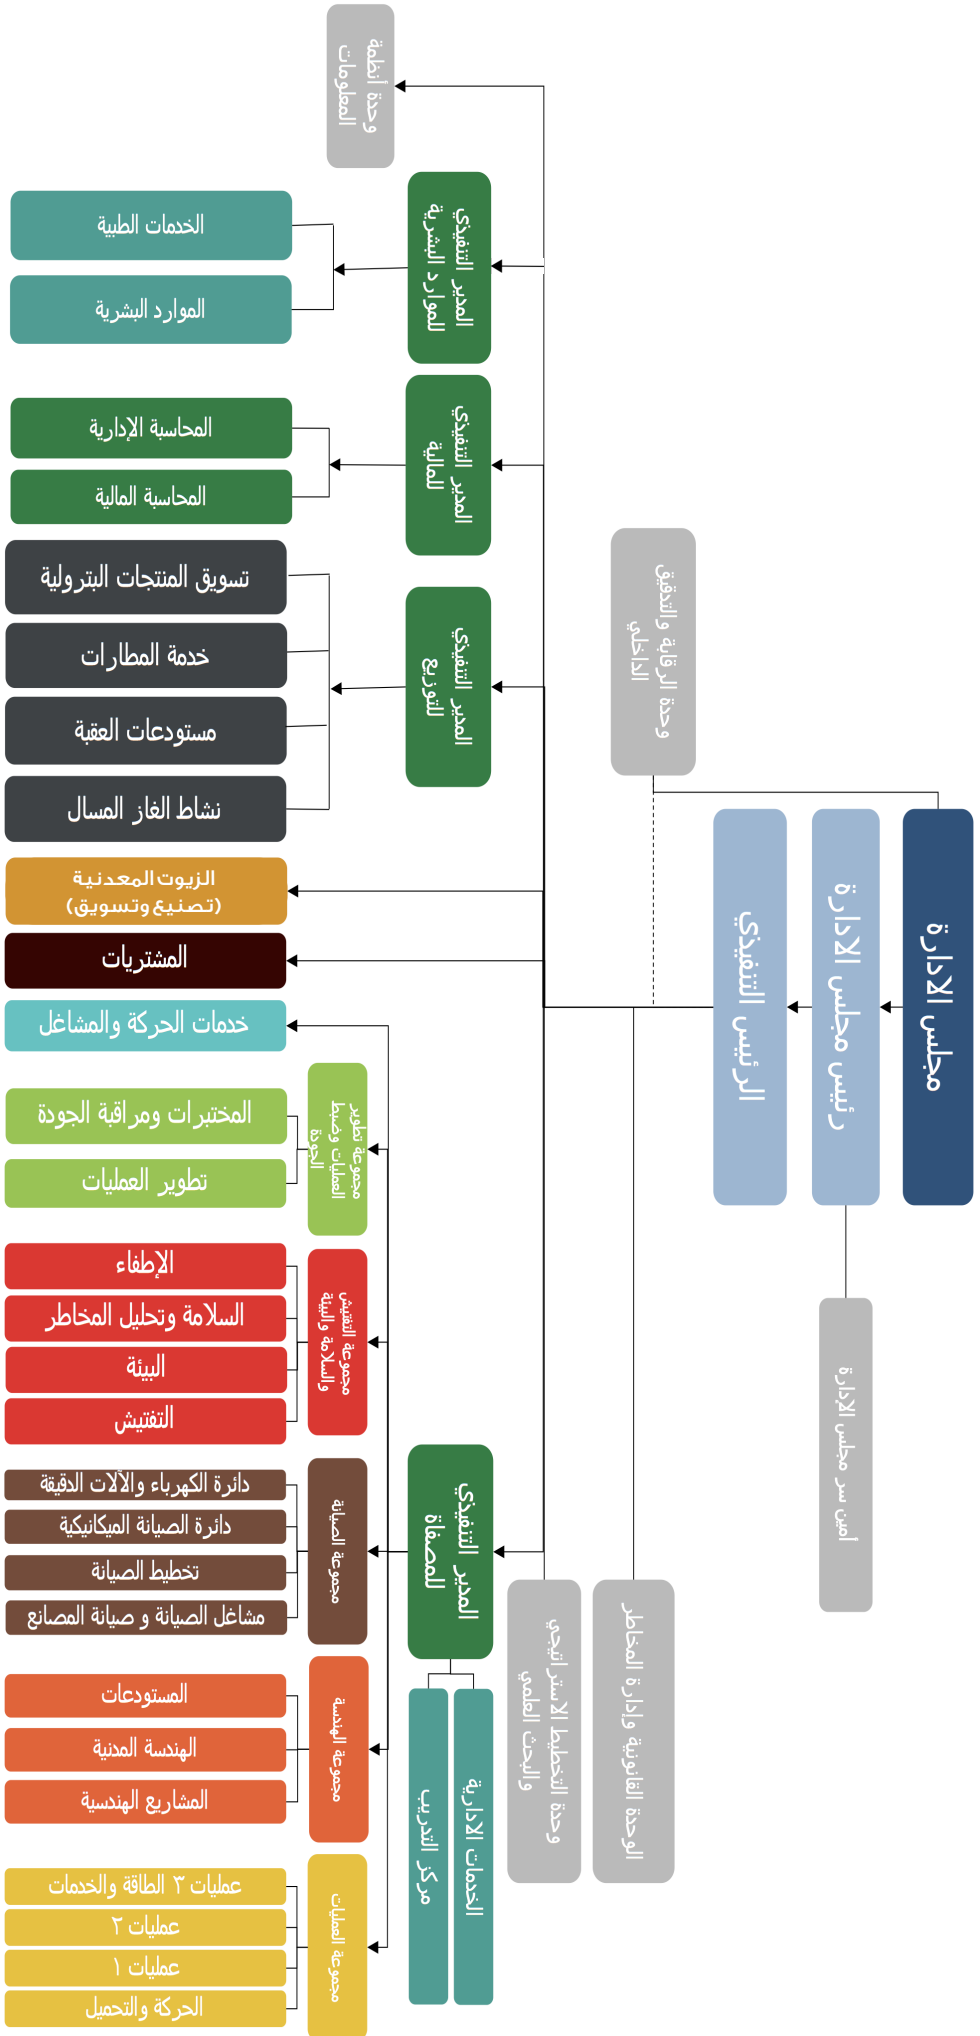 مجلس الادارة
رئيس مجلس الادارة
الرئيس التنفيذي
أمين سر مجلس الإدارة
وحدة الرقابة والتدقيق
الداخلي
الوحدة القانونية وإدارة المخاطر
وحدة التخطيط الاستراتيجي
والبحث العلمي
وحدة أنظمة
المعلومات
المدير التنفيذي
للموارد البشرية
الخدمات الطبية
الموارد البشرية
المدير التنفيذي
للمالية
المحاسبة الإدارية
المحاسبة المالية
المدير التنفيذي
للتوزيع
تسويق المنتجات البترولية
خدمة المطارات
مستودعات العقبة
نشاط الغاز المسال
الزيوت المعدنية
(تصنيع وتسويق)
المشتريات
المدير التنفيذي
للمصفاة
الخدمات الادارية
مركز التدريب
خدمات الحركة والمشاغل
مجموعة تطوير
العمليات وضبط
الجودة
المختبرات ومراقبة الجودة
تطوير العمليات
مجموعة التفتيش
والسلامة والبيئة
الإطفاء
السلامة وتحليل المخاطر
البيئة
التفتيش
مجموعة الصيانة
دائرة الكهرباء والآلات الدقيقة
دائرة الصيانة الميكانيكية
تخطيط الصيانة
مشاغل الصيانة و صيانة المصانع
مجموعة الهندسة
المستودعات
الهندسة المدنية
المشاريع الهندسية
مجموعة العمليات
عمليات ٣ الطاقة والخدمات
عمليات ٢
عمليات ١
الحركة والتحميل